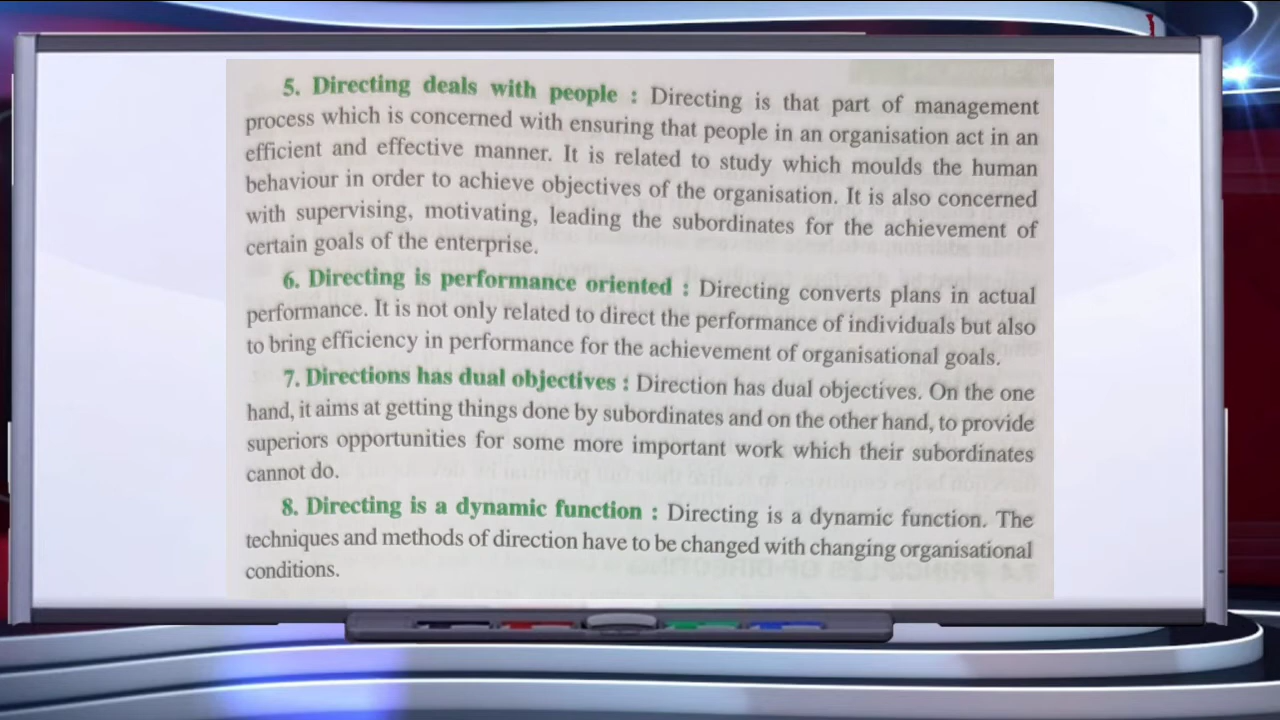 5. Directing deals with people : Directing is that part of management
process which is concerned with ensuring that people in an organisation act in an
efficient and effective manner. It is related to study which moulds the human
behaviour in order to achieve objectives of the organisation. It is also concerned
with supervising, motivating, leading the subordinates for the achievement of
certain goals of the enterprise.
6. Directing is performance oriented : Directing converts plans in actual
performance. It is not only related to direct the performance of individuals but also
to bring efficiency in performance for the achievement of organisational goals.
7. Directions has dual objectives : Direction has dual objectives. On the one
hand, it aims at getting things done by subordinates and on the other hand, to provide
superiors opportunities for some more important work which their subordinates
cannot do.
8. Directing is a dynamic function : Directing is a dynamic function. The
techniques and methods of direction have to be changed with changing organisational
conditions.